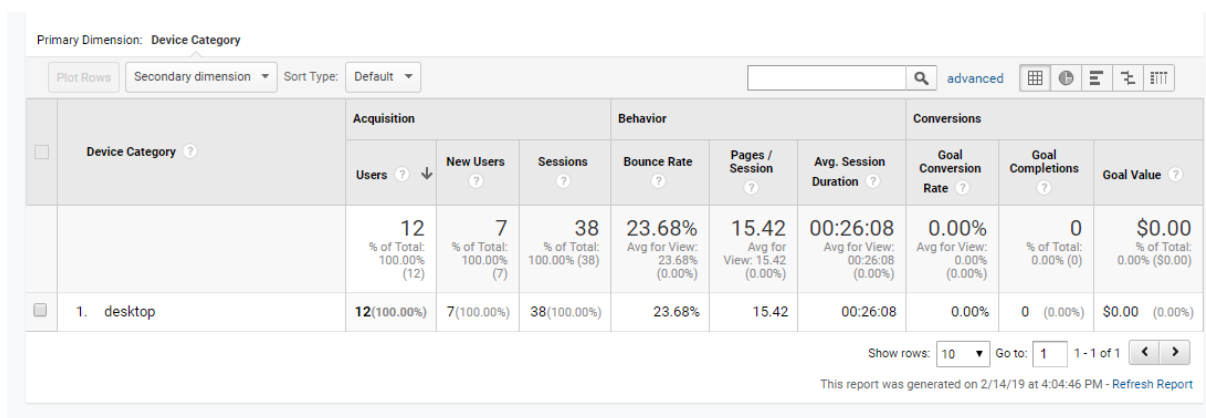 Primary Dimension: Device Category
Plot Rows Secondary dimension Sort Type: Default advanced
Acquisition Behavior Conversions
Device Category ?
Users ?
New Users ?
Sessions ?
Bounce Rate ?
Pages / Session ?
Avg. Session Duration ?
Goal Conversion Rate ?
Goal Completions ?
Goal Value ?
12
% of Total:
100.00%
(12)
7
% of Total:
100.00%
(7)
38
% of Total:
100.00% (38)
23.68%
Avg for View:
23.68%
(0.00%)
15.42
Avg for
View: 15.42
(0.00%)
00:26:08
Avg for View:
00:26:08
(0.00%)
0.00%
Avg for View:
0.00%
(0.00%)
0
% of Total:
0.00% (0)
$0.00
% of Total:
0.00% ($0.00)
1. desktop 12(100.00%) 7(100.00%) 38(100.00%) 23.68% 15.42 00:26:08 0.00% 0 (0.00%) $0.00 (0.00%)
Show rows: 10 Go to: 1 1 - 1 of 1
This report was generated on 2/14/19 at 4:04:46 PM - Refresh Report